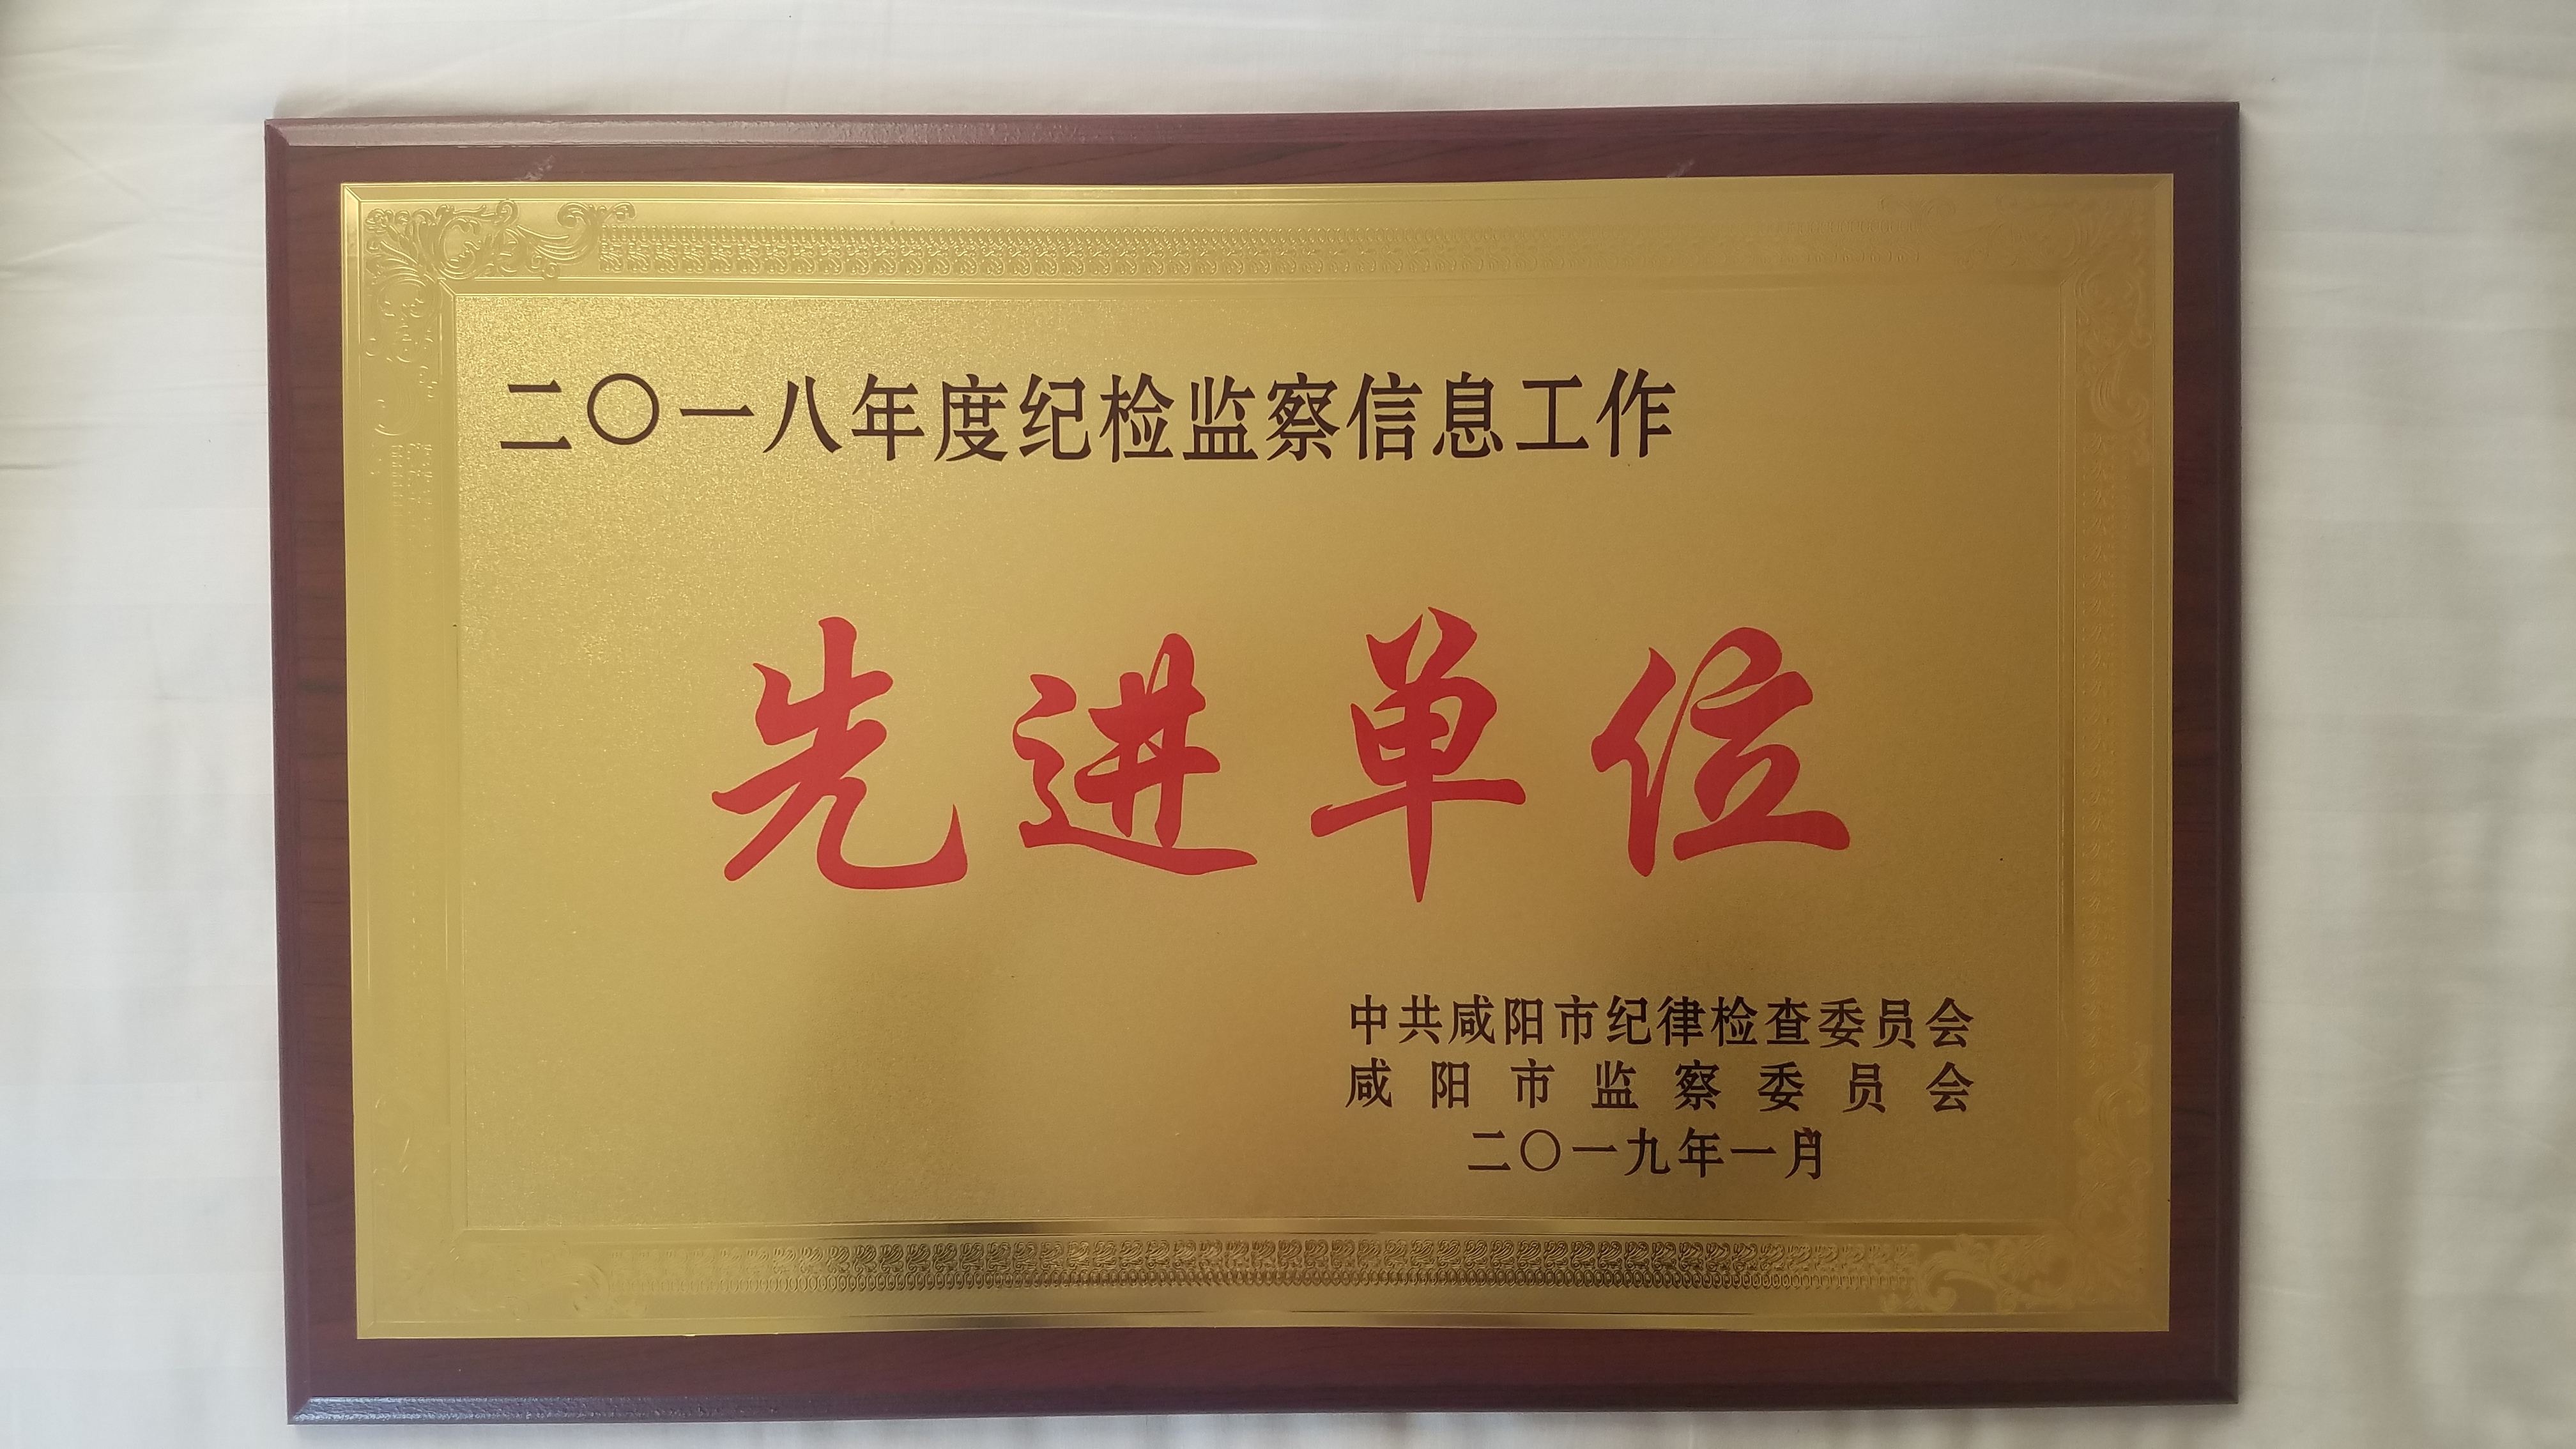 二〇一八年度纪检监察信息工作
先进单位
中共咸阳市纪律检查委员会
咸阳市监察委员会
二〇一九年一月